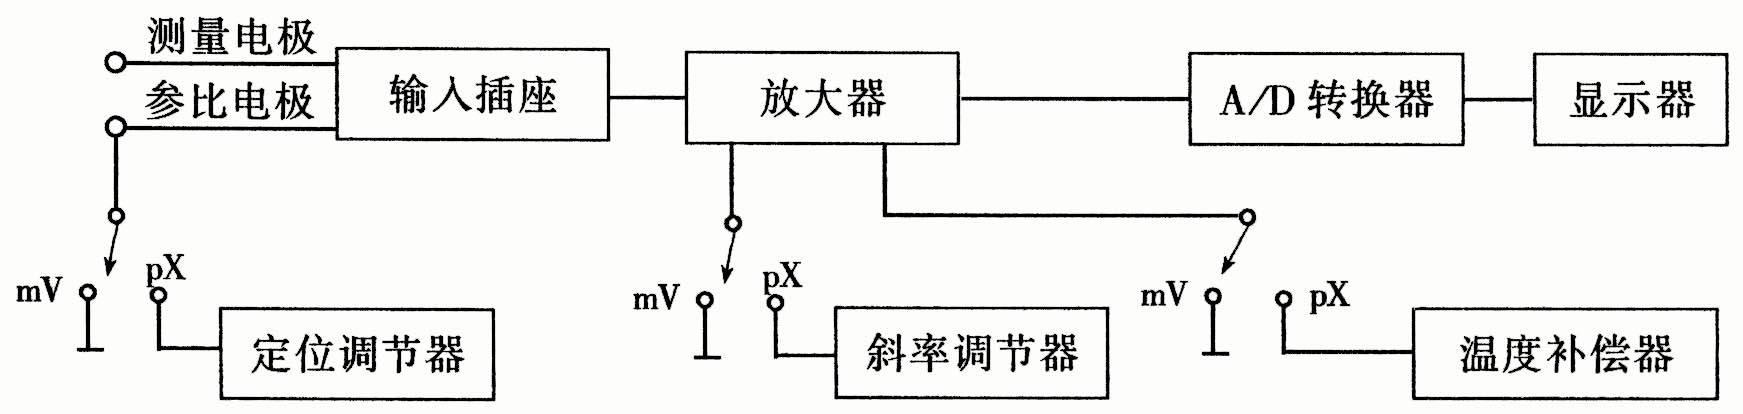 测量电极
参比电极
输入插座
放大器
A/D 转换器
显示器
mV
pX
定位调节器
mV
pX
斜率调节器
mV
pX
温度补偿器